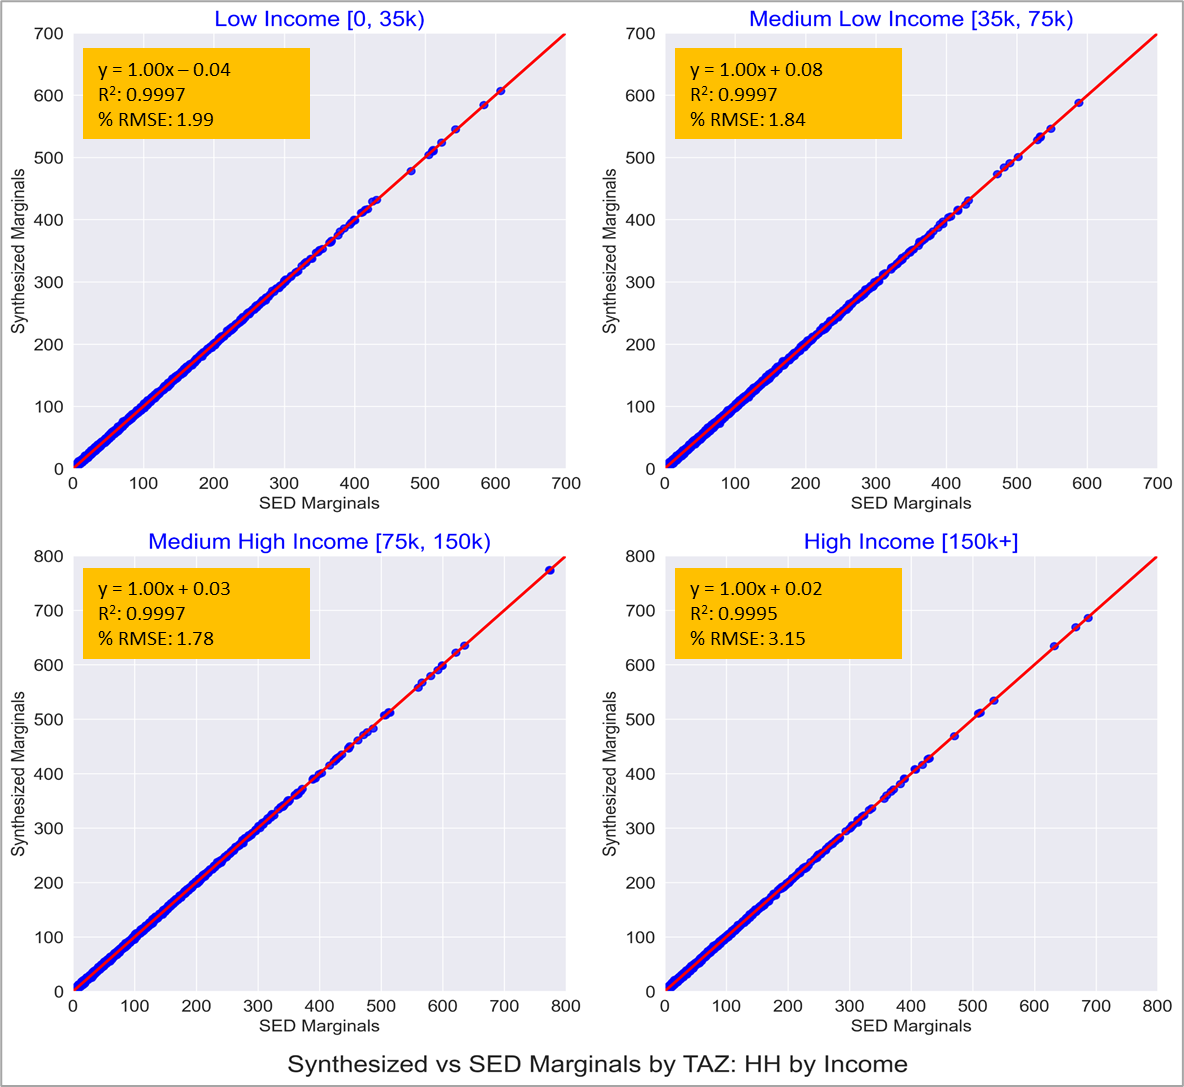 Low Income [0, 35k)
700
600
500
400
300
200
100
0
y = 1.00x – 0.04
R²: 0.9997
% RMSE: 1.99
Synthesized Marginals
0 100 200 300 400 500 600 700
SED Marginals
Medium Low Income [35k, 75k)
700
600
500
400
300
200
100
0
y = 1.00x + 0.08
R²: 0.9997
% RMSE: 1.84
Synthesized Marginals
0 100 200 300 400 500 600 700
SED Marginals
Medium High Income [75k, 150k)
800
700
600
500
400
300
200
100
0
y = 1.00x + 0.03
R²: 0.9997
% RMSE: 1.78
Synthesized Marginals
0 100 200 300 400 500 600 700 800
SED Marginals
High Income [150k+]
800
700
600
500
400
300
200
100
0
y = 1.00x + 0.02
R²: 0.9995
% RMSE: 3.15
Synthesized Marginals
0 100 200 300 400 500 600 700 800
SED Marginals
Synthesized vs SED Marginals by TAZ: HH by Income